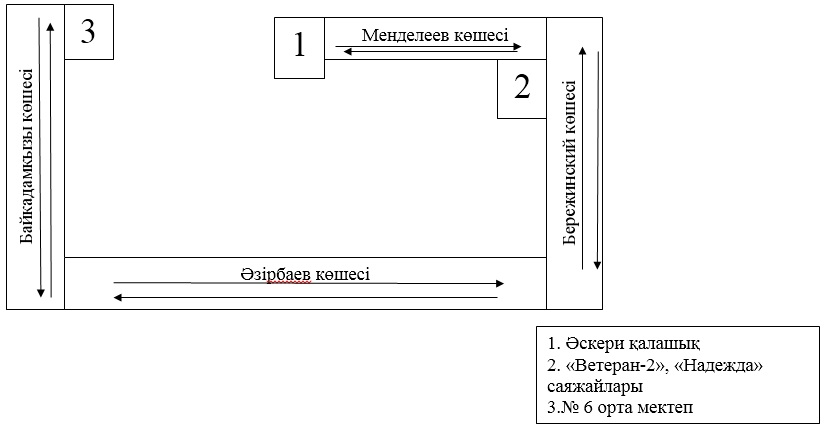 3
1
Менделеев көшесі
2
Байкадамкызы көшесі
Бережинский көшесі
Әзірбаев көшесі
1. Әскери қалашық
2. «Ветеран-2», «Надежда»
саяжайлары
3.№ 6 орта мектеп